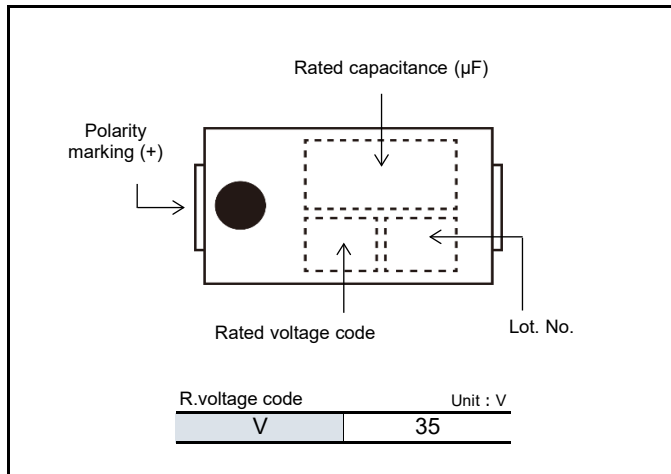 Rated capacitance (µF)
Polarity
marking (+)
Rated voltage code
Lot. No.
R.voltage code Unit : V
V 35